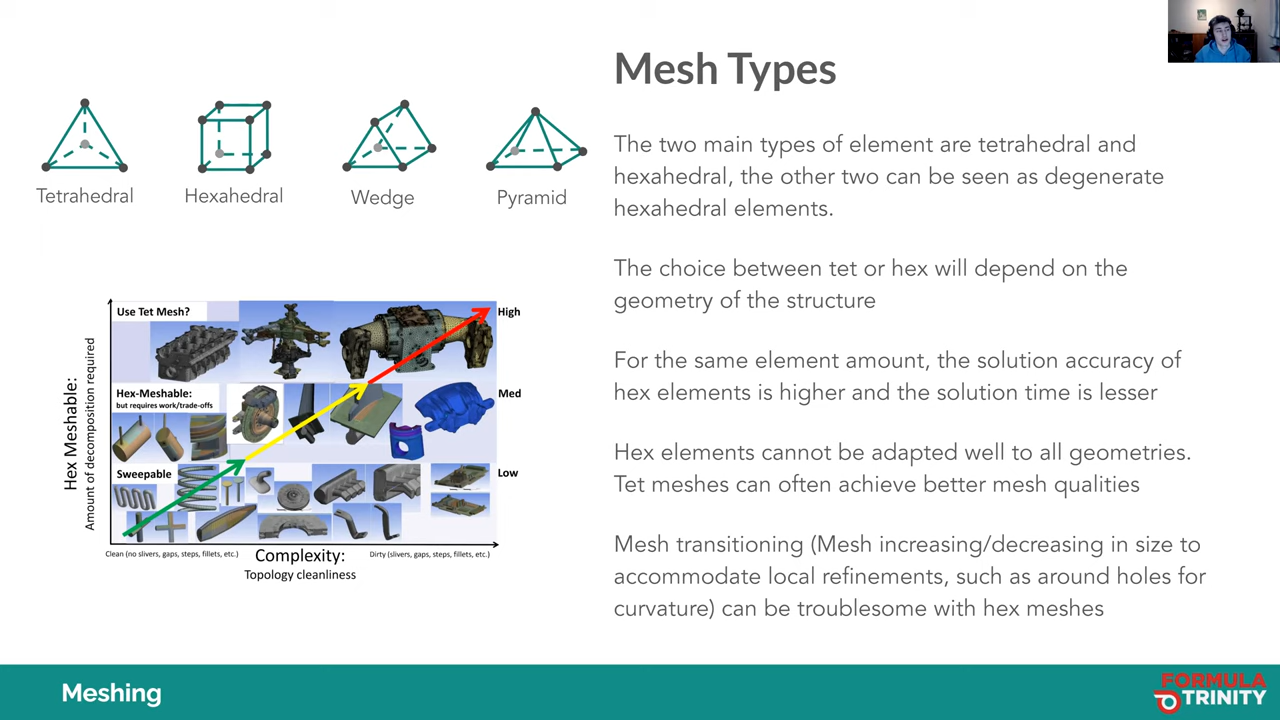 Mesh Types
Tetrahedral
Hexahedral
Wedge
Pyramid
The two main types of element are tetrahedral and
hexahedral, the other two can be seen as degenerate
hexahedral elements.
The choice between tet or hex will depend on the
geometry of the structure
For the same element amount, the solution accuracy of
hex elements is higher and the solution time is lesser
Hex elements cannot be adapted well to all geometries.
Tet meshes can often achieve better mesh qualities
Mesh transitioning (Mesh increasing/decreasing in size to
accommodate local refinements, such as around holes for
curvature) can be troublesome with hex meshes
Hex Meshable:
Amount of decomposition required
Use Tet Mesh?
High
Hex-Meshable:
but requires work/trade-offs
Med
Sweepable
Low
Clean (no slivers, gaps, steps, fillets, etc.)
Complexity:
Dirty (slivers, gaps, steps, fillets, etc.)
Topology cleanliness
Meshing
FORMULA
TRINITY